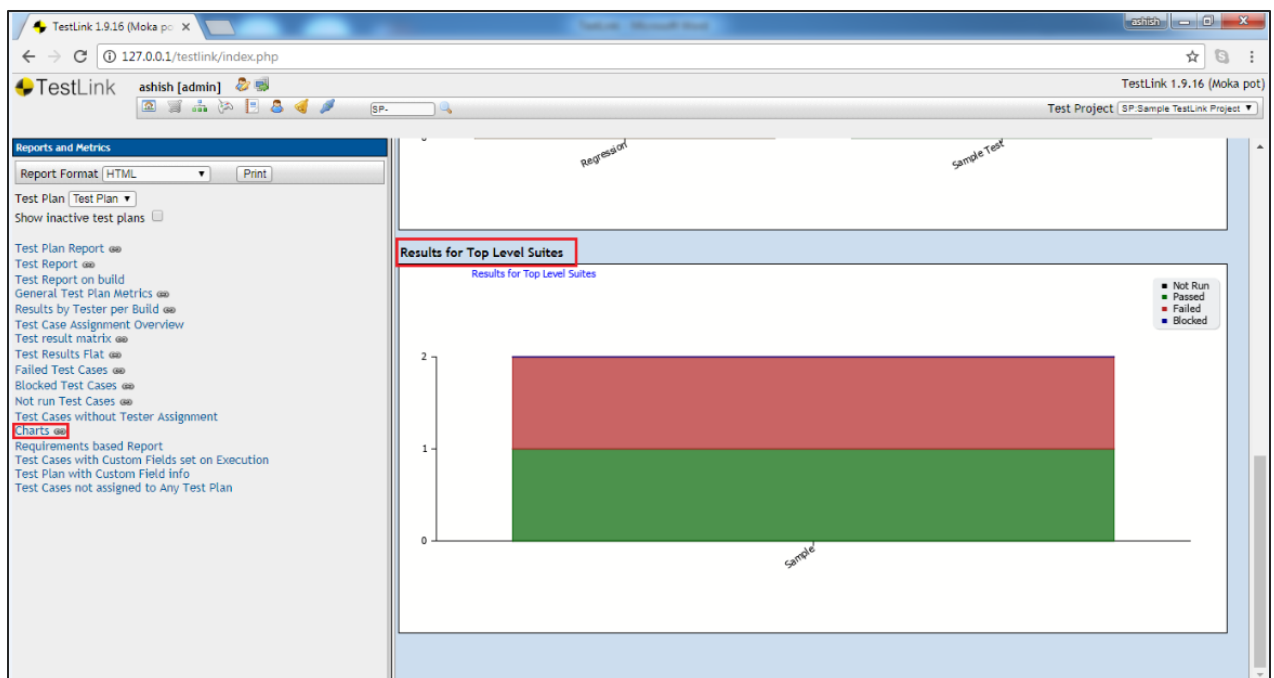 TestLink 1.9.16 (Moka po
TestLink - Microsoft Word
ashish
127.0.0.1/testlink/index.php
TestLink
ashish [admin]
TestLink 1.9.16 (Moka pot)
SP-
Test Project SP:Sample TestLink Project
Reports and Metrics
Report Format HTML Print
Test Plan Test Plan
Show inactive test plans
Test Plan Report
Test Report
Test Report on build
General Test Plan Metrics
Results by Tester per Build
Test Case Assignment Overview
Test result matrix
Test Results Flat
Failed Test Cases
Blocked Test Cases
Not run Test Cases
Test Cases without Tester Assignment
Charts
Requirements based Report
Test Cases with Custom Fields set on Execution
Test Plan with Custom Field info
Test Cases not assigned to Any Test Plan
Regression
Sample Test
Results for Top Level Suites
Results for Top Level Suites
Not Run
Passed
Failed
Blocked
2
1
0
Sample